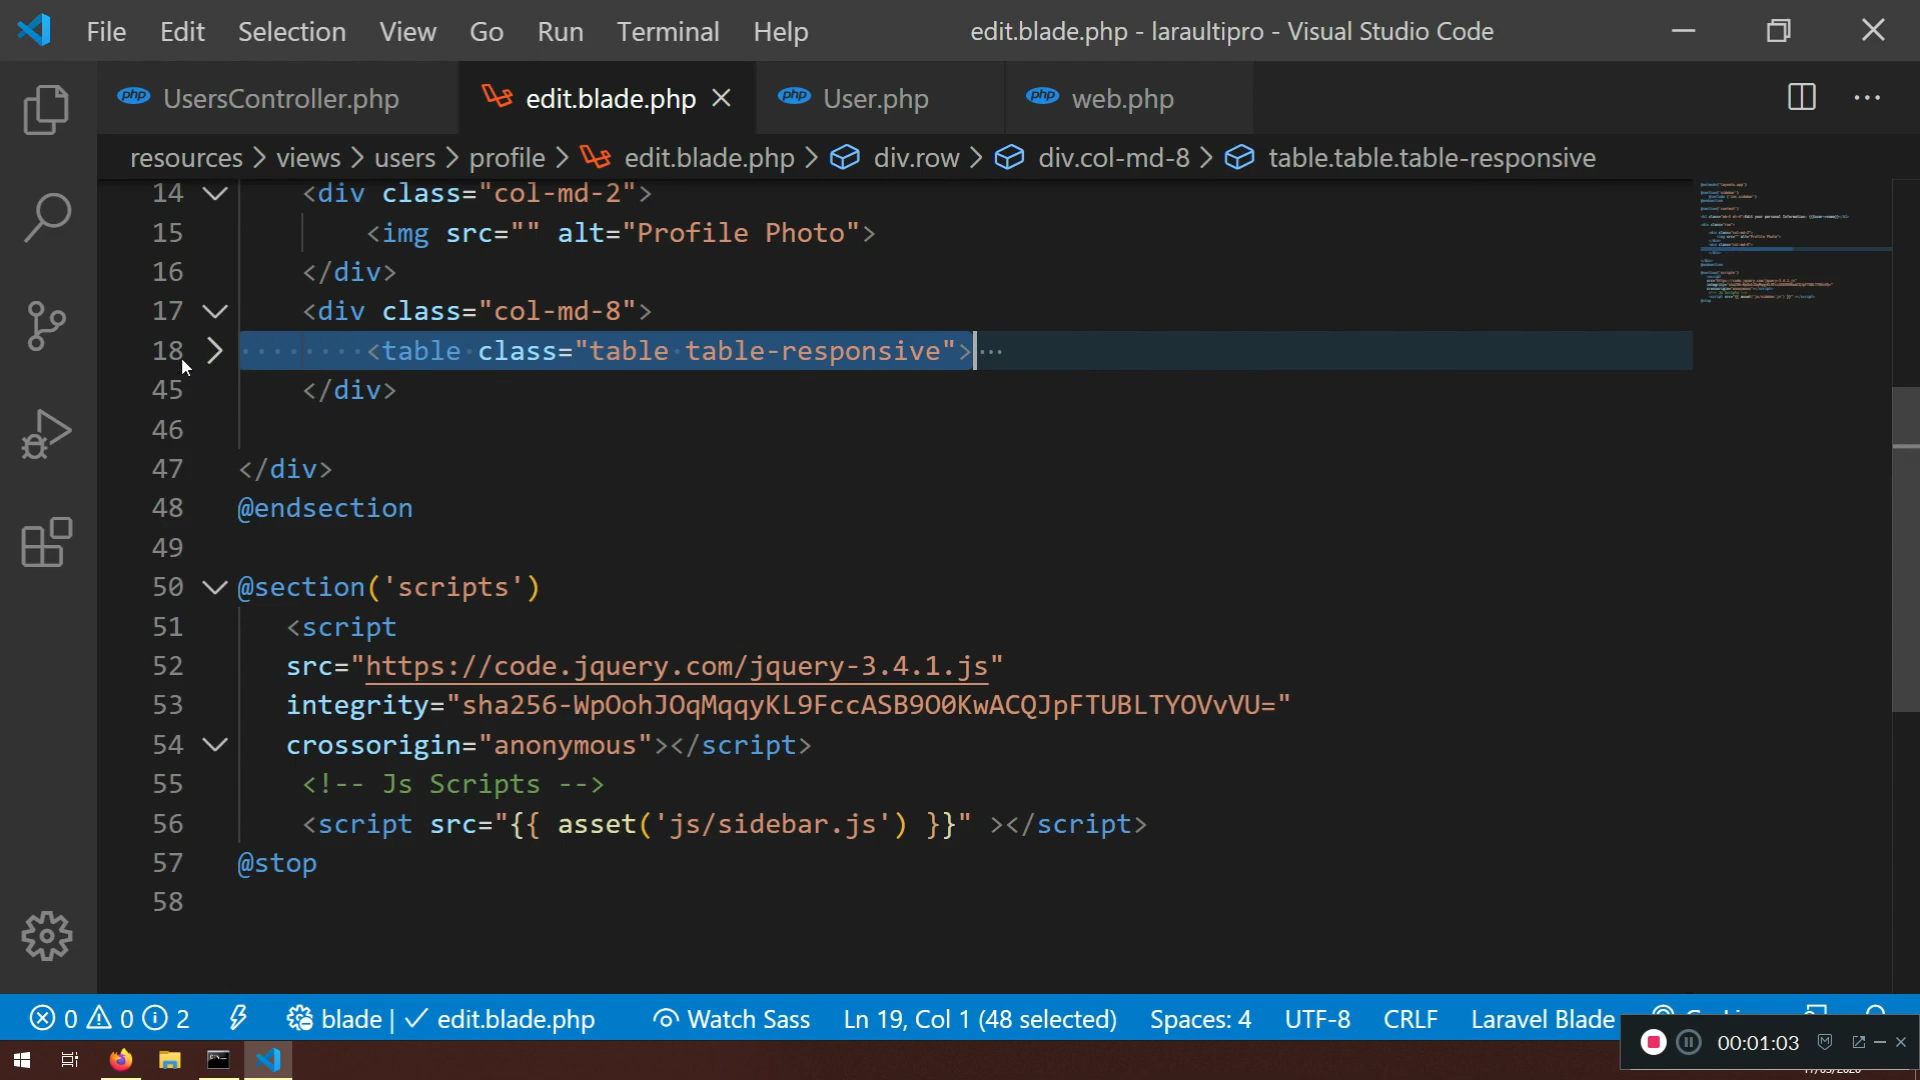 File Edit Selection View Go Run Terminal Help edit.blade.php - laraultipro - Visual Studio Code
php UsersController.php edit.blade.php php User.php php web.php
resources > views > users > profile > edit.blade.php > div.row > div.col-md-8 > table.table.table-responsive
14 <div class="col-md-2">
15 <img src="" alt="Profile Photo">
16 </div>
17 <div class="col-md-8">
18 <table class="table table-responsive">···
45 </div>
46
47 </div>
48 @endsection
49
50 @section('scripts')
51 <script
52 src="https://code.jquery.com/jquery-3.4.1.js"
53 integrity="sha256-WpOohJOqMqqyKL9FccASB9O0KwACQJpFTUBLTYOVvVU="
54 crossorigin="anonymous"></script>
55 <!-- Js Scripts -->
56 <script src="{{ asset('js/sidebar.js') }}" ></script>
57 @stop
58
0 0 2 blade | ✓ edit.blade.php Watch Sass Ln 19, Col 1 (48 selected) Spaces: 4 UTF-8 CRLF Laravel Blade
00:01:03